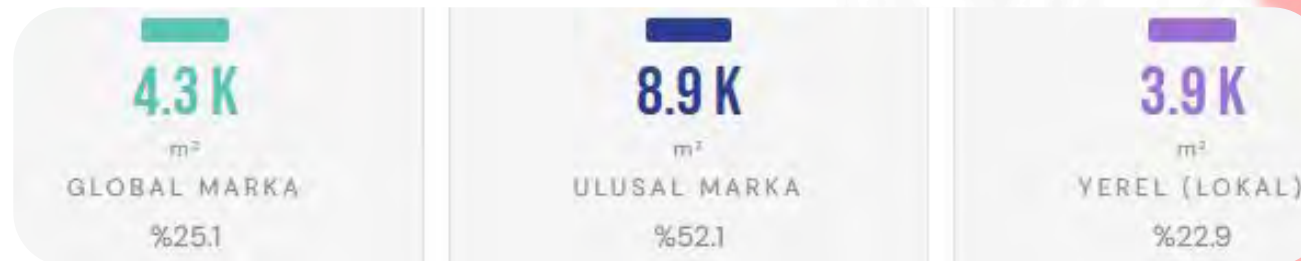 4.3 K
m²
GLOBAL MARKA
%25.1
8.9 K
m²
ULUSAL MARKA
%52.1
3.9 K
m²
YEREL (LOKAL)
%22.9